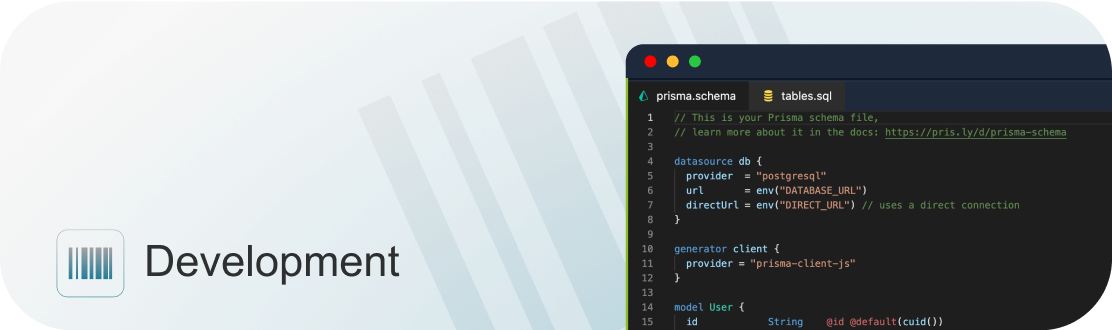 Development
prisma.schema
tables.sql
1 // This is your Prisma schema file,
2 // learn more about it in the docs: https://pris.ly/d/prisma-schema
3
4 datasource db {
5 provider = "postgresql"
6 url = env("DATABASE_URL")
7 directUrl = env("DIRECT_URL") // uses a direct connection
8 }
9
10 generator client {
11 provider = "prisma-client-js"
12 }
13
14 model User {
15 id String @id @default(cuid())